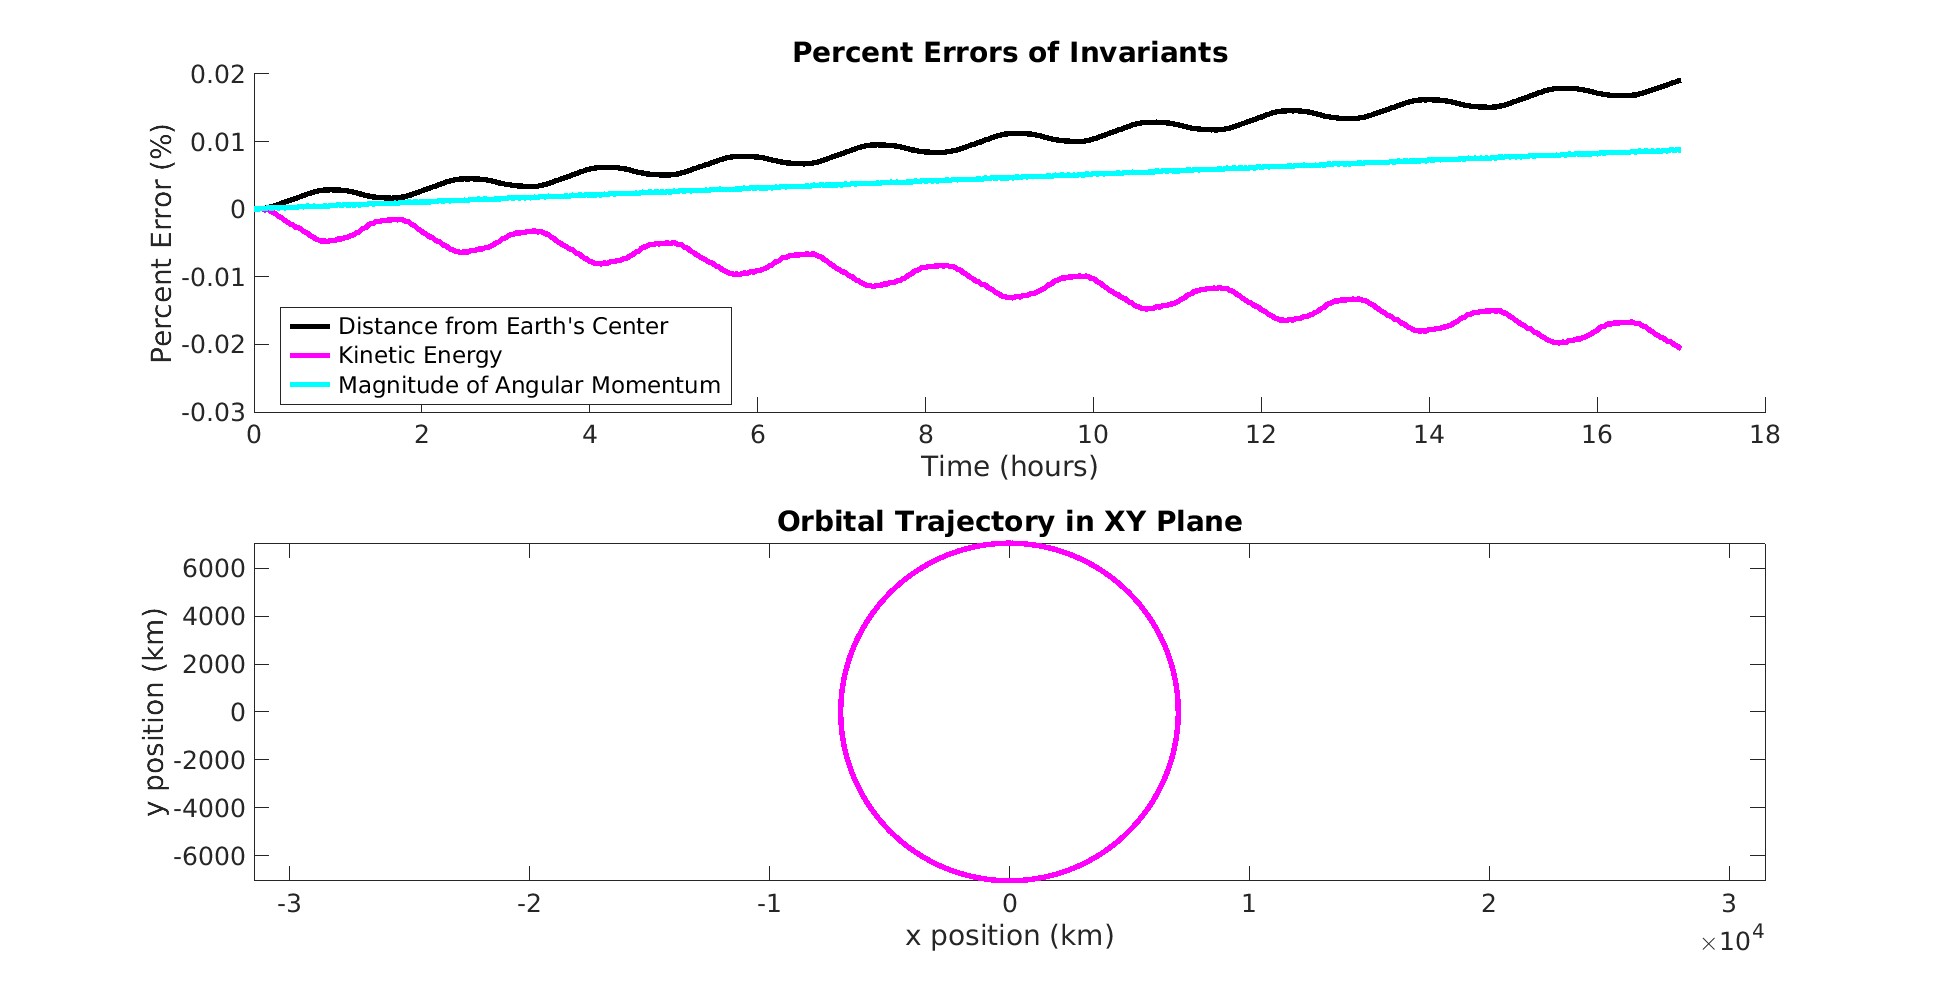 Percent Errors of Invariants
Percent Error (%)
0.02
0.01
0
-0.01
-0.02
-0.03
Distance from Earth's Center
Kinetic Energy
Magnitude of Angular Momentum
0 2 4 6 8 10 12 14 16 18
Time (hours)
Orbital Trajectory in XY Plane
y position (km)
6000
4000
2000
0
-2000
-4000
-6000
-3 -2 -1 0 1 2 3
×10⁴
x position (km)